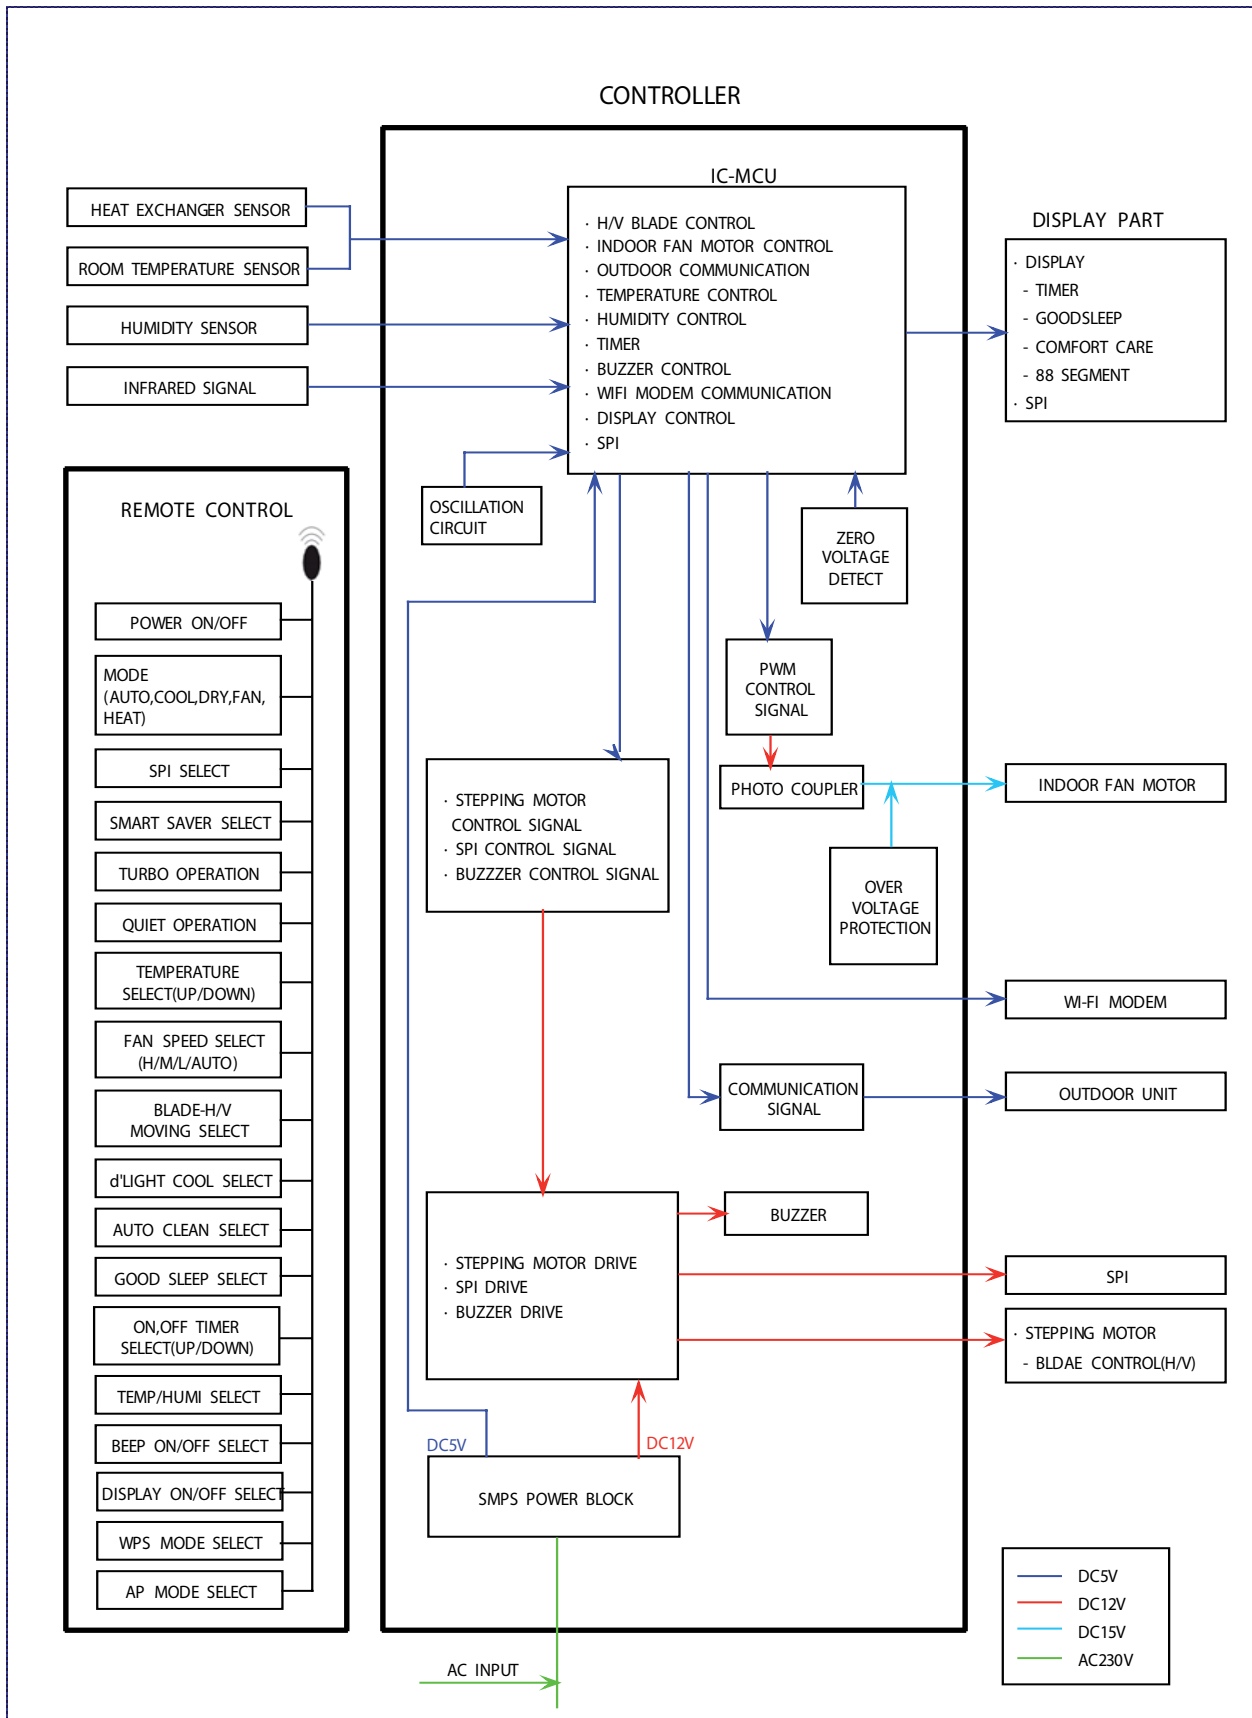 CONTROLLER
IC-MCU
HEAT EXCHANGER SENSOR
ROOM TEMPERATURE SENSOR
HUMIDITY SENSOR
INFRARED SIGNAL
· H/V BLADE CONTROL
· INDOOR FAN MOTOR CONTROL
· OUTDOOR COMMUNICATION
· TEMPERATURE CONTROL
· HUMIDITY CONTROL
· TIMER
· BUZZER CONTROL
· WIFI MODEM COMMUNICATION
· DISPLAY CONTROL
· SPI
DISPLAY PART
· DISPLAY
- TIMER
- GOODSLEEP
- COMFORT CARE
- 88 SEGMENT
· SPI
OSCILLATION
CIRCUIT
ZERO
VOLTAGE
DETECT
REMOTE CONTROL
POWER ON/OFF
MODE
(AUTO,COOL,DRY,FAN,
HEAT)
SPI SELECT
SMART SAVER SELECT
TURBO OPERATION
QUIET OPERATION
TEMPERATURE
SELECT(UP/DOWN)
FAN SPEED SELECT
(H/M/L/AUTO)
BLADE-H/V
MOVING SELECT
d'LIGHT COOL SELECT
AUTO CLEAN SELECT
GOOD SLEEP SELECT
ON,OFF TIMER
SELECT(UP/DOWN)
TEMP/HUMI SELECT
BEEP ON/OFF SELECT
DISPLAY ON/OFF SELECT
WPS MODE SELECT
AP MODE SELECT
PWM
CONTROL
SIGNAL
PHOTO COUPLER
INDOOR FAN MOTOR
· STEPPING MOTOR
CONTROL SIGNAL
· SPI CONTROL SIGNAL
· BUZZZER CONTROL SIGNAL
OVER
VOLTAGE
PROTECTION
WI-FI MODEM
COMMUNICATION
SIGNAL
OUTDOOR UNIT
· STEPPING MOTOR DRIVE
· SPI DRIVE
· BUZZER DRIVE
BUZZER
SPI
· STEPPING MOTOR
- BLDAE CONTROL(H/V)
DC5V
DC12V
SMPS POWER BLOCK
AC INPUT
DC5V
DC12V
DC15V
AC230V